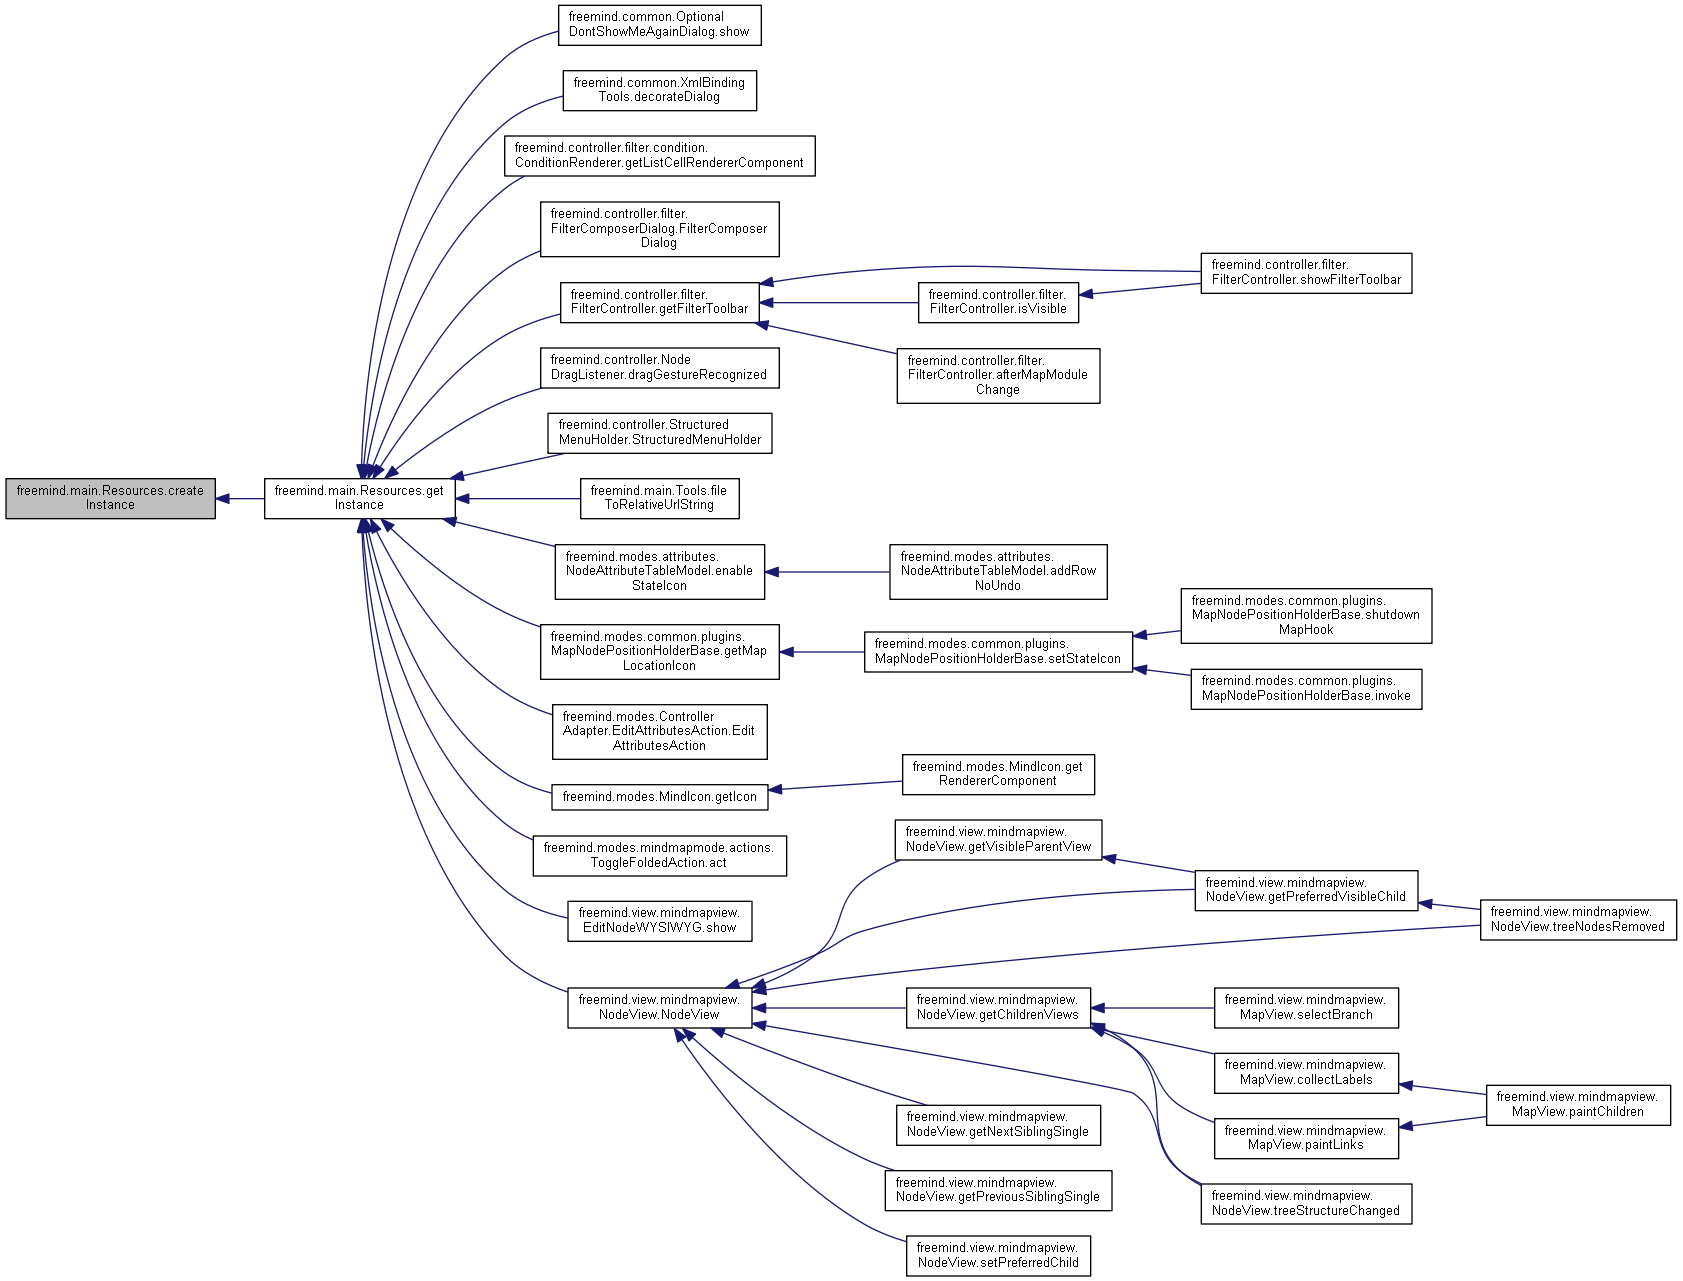 freemind.main.Resources.create
Instance
freemind.main.Resources.get
Instance
freemind.common.Optional
DontShowMeAgainDialog.show
freemind.common.XmlBinding
Tools.decorateDialog
freemind.controller.filter.condition.
ConditionRenderer.getListCellRendererComponent
freemind.controller.filter.
FilterComposerDialog.FilterComposer
Dialog
freemind.controller.filter.
FilterController.getFilterToolbar
freemind.controller.filter.
FilterController.isVisible
freemind.controller.filter.
FilterController.showFilterToolbar
freemind.controller.filter.
FilterController.afterMapModule
Change
freemind.controller.Node
DragListener.dragGestureRecognized
freemind.controller.Structured
MenuHolder.StructuredMenuHolder
freemind.main.Tools.file
ToRelativeUrlString
freemind.modes.attributes.
NodeAttributeTableModel.enable
StateIcon
freemind.modes.attributes.
NodeAttributeTableModel.addRow
NoUndo
freemind.modes.common.plugins.
MapNodePositionHolderBase.getMap
LocationIcon
freemind.modes.common.plugins.
MapNodePositionHolderBase.setStateIcon
freemind.modes.common.plugins.
MapNodePositionHolderBase.shutdown
MapHook
freemind.modes.common.plugins.
MapNodePositionHolderBase.invoke
freemind.modes.Controller
Adapter.EditAttributesAction.Edit
AttributesAction
freemind.modes.MindIcon.getIcon
freemind.modes.MindIcon.get
RendererComponent
freemind.modes.mindmapmode.actions.
ToggleFoldedAction.act
freemind.view.mindmapview.
EditNodeWYSIWYG.show
freemind.view.mindmapview.
NodeView.NodeView
freemind.view.mindmapview.
NodeView.getVisibleParentView
freemind.view.mindmapview.
NodeView.getPreferredVisibleChild
freemind.view.mindmapview.
NodeView.treeNodesRemoved
freemind.view.mindmapview.
NodeView.getChildrenViews
freemind.view.mindmapview.
MapView.selectBranch
freemind.view.mindmapview.
MapView.collectLabels
freemind.view.mindmapview.
MapView.paintChildren
freemind.view.mindmapview.
MapView.paintLinks
freemind.view.mindmapview.
NodeView.treeStructureChanged
freemind.view.mindmapview.
NodeView.getNextSiblingSingle
freemind.view.mindmapview.
NodeView.getPreviousSiblingSingle
freemind.view.mindmapview.
NodeView.setPreferredChild